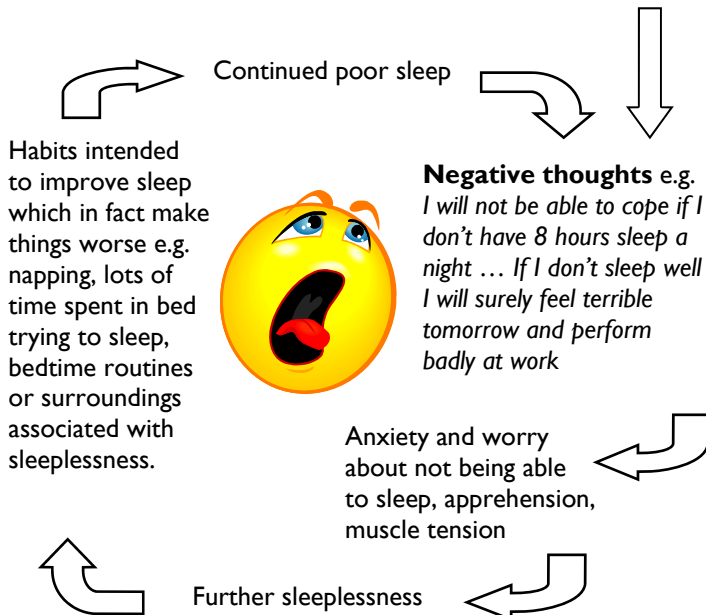 Continued poor sleep
Negative thoughts e.g.
I will not be able to cope if I
don't have 8 hours sleep a
night … If I don't sleep well
I will surely feel terrible
tomorrow and perform
badly at work
Anxiety and worry
about not being able
to sleep, apprehension,
muscle tension
Further sleeplessness
Habits intended
to improve sleep
which in fact make
things worse e.g.
napping, lots of
time spent in bed
trying to sleep,
bedtime routines
or surroundings
associated with
sleeplessness.